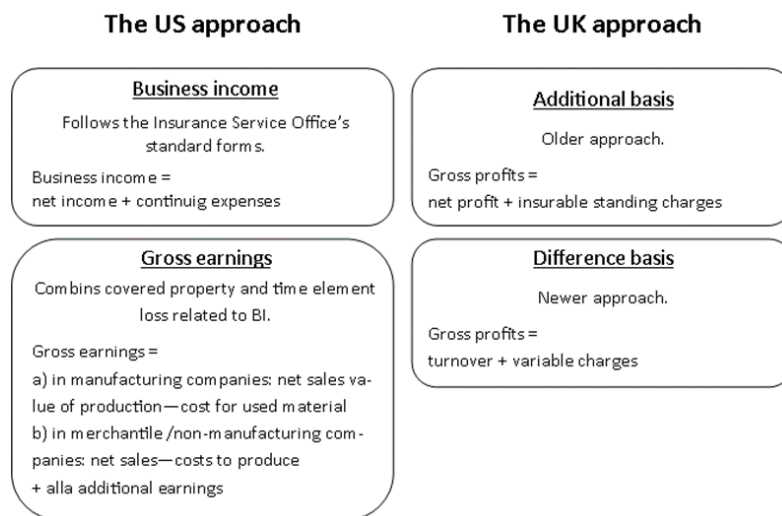 The US approach
Business income
Follows the Insurance Service Office's
standard forms.
Business income =
net income + continuig expenses
Gross earnings
Combins covered property and time element
loss related to BI.
Gross earnings =
a) in manufacturing companies: net sales va-
lue of production—cost for used material
b) in merchantile/non-manufacturing com-
panies: net sales—costs to produce
+ alla additional earnings
The UK approach
Additional basis
Older approach.
Gross profits =
net profit + insurable standing charges
Difference basis
Newer approach.
Gross profits =
turnover + variable charges